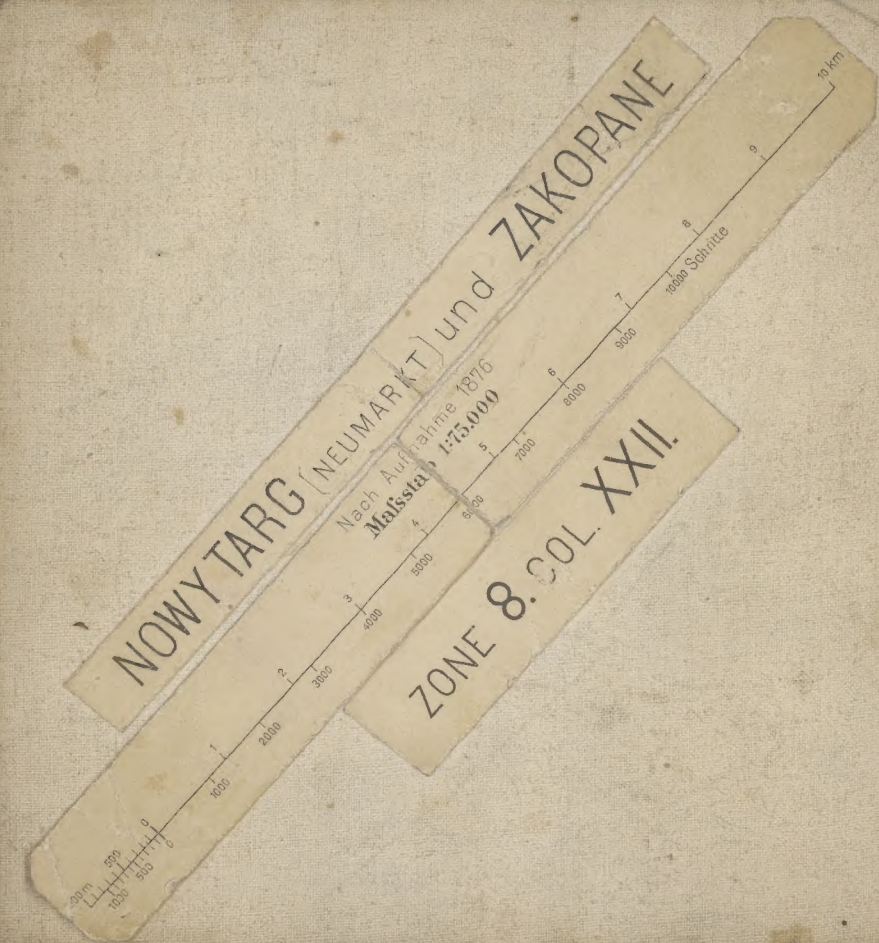 NOWY TARG (NEUMARKT) und ZAKOPANE
Nach Aufnahme 1876
Maßstab 1:75.000
500 0 1 2 3 4 5 6 7 8 9 10 km
1000 500 0 1000 2000 3000 4000 5000 6000 7000 8000 9000 10000 Schritte
ZONE 8. COL. XXII.